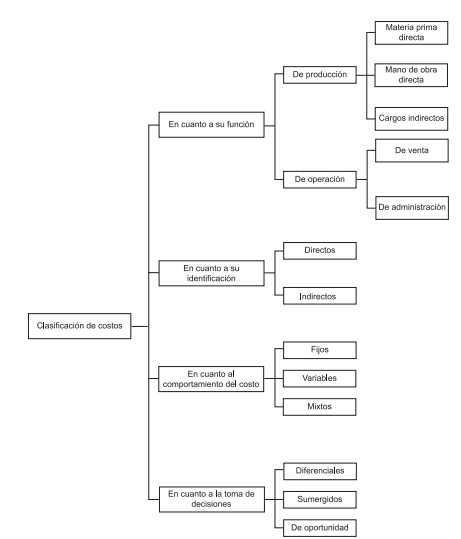 Materia prima
directa
De producción
Mano de obra
directa
En cuanto a su función
Cargos indirectos
De venta
De operación
De administración
Directos
En cuanto a su
identificación
Indirectos
Clasificación de costos
Fijos
En cuanto al
comportamiento del costo
Variables
Mixtos
Diferenciales
En cuanto a la toma de
decisiones
Sumergidos
De oportunidad